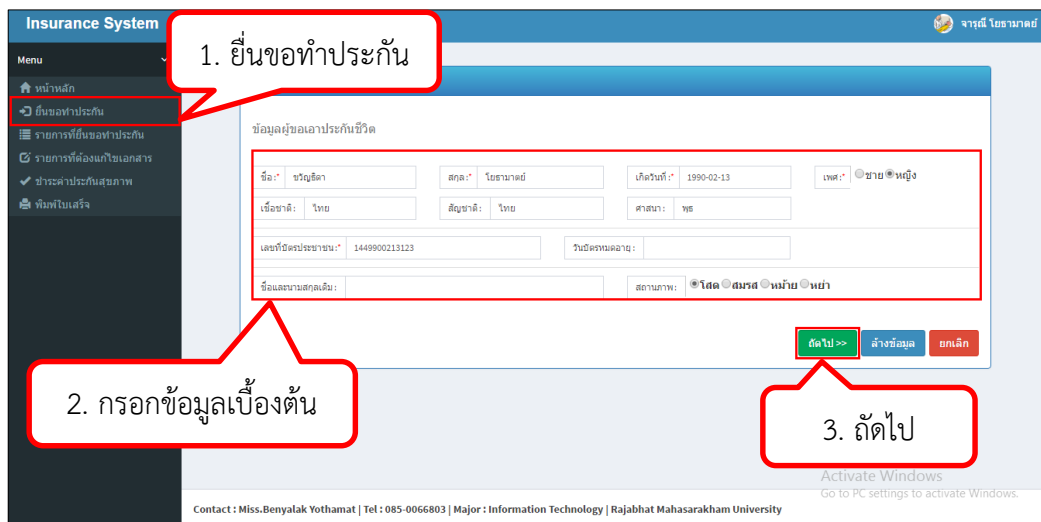 Insurance System
จารุณี โยธามาตย์
Menu
1. ยื่นขอทำประกัน
หน้าหลัก
ยื่นขอทำประกัน
รายการที่ยื่นขอทำประกัน
รายการที่ต้องแก้ไขเอกสาร
ชำระค่าประกันสุขภาพ
พิมพ์ใบเสร็จ
ข้อมูลผู้ขอเอาประกันชีวิต
ชื่อ:* ขวัญธิดา สกุล:* โยธามาตย์ เกิดวันที่:* 1990-02-13 เพศ:* ชาย หญิง
เชื้อชาติ: ไทย สัญชาติ: ไทย ศาสนา: พุธ
เลขที่บัตรประชาชน:* 1449900213123 วันบัตรหมดอายุ:
ชื่อและนามสกุลเดิม: สถานภาพ: โสด สมรส หม้าย หย่า
ถัดไป >> ล้างข้อมูล ยกเลิก
2. กรอกข้อมูลเบื้องต้น
3. ถัดไป
Activate Windows
Go to PC settings to activate Windows.
Contact : Miss.Benyalak Yothamat | Tel : 085-0066803 | Major : Information Technology | Rajabhat Mahasarakham University